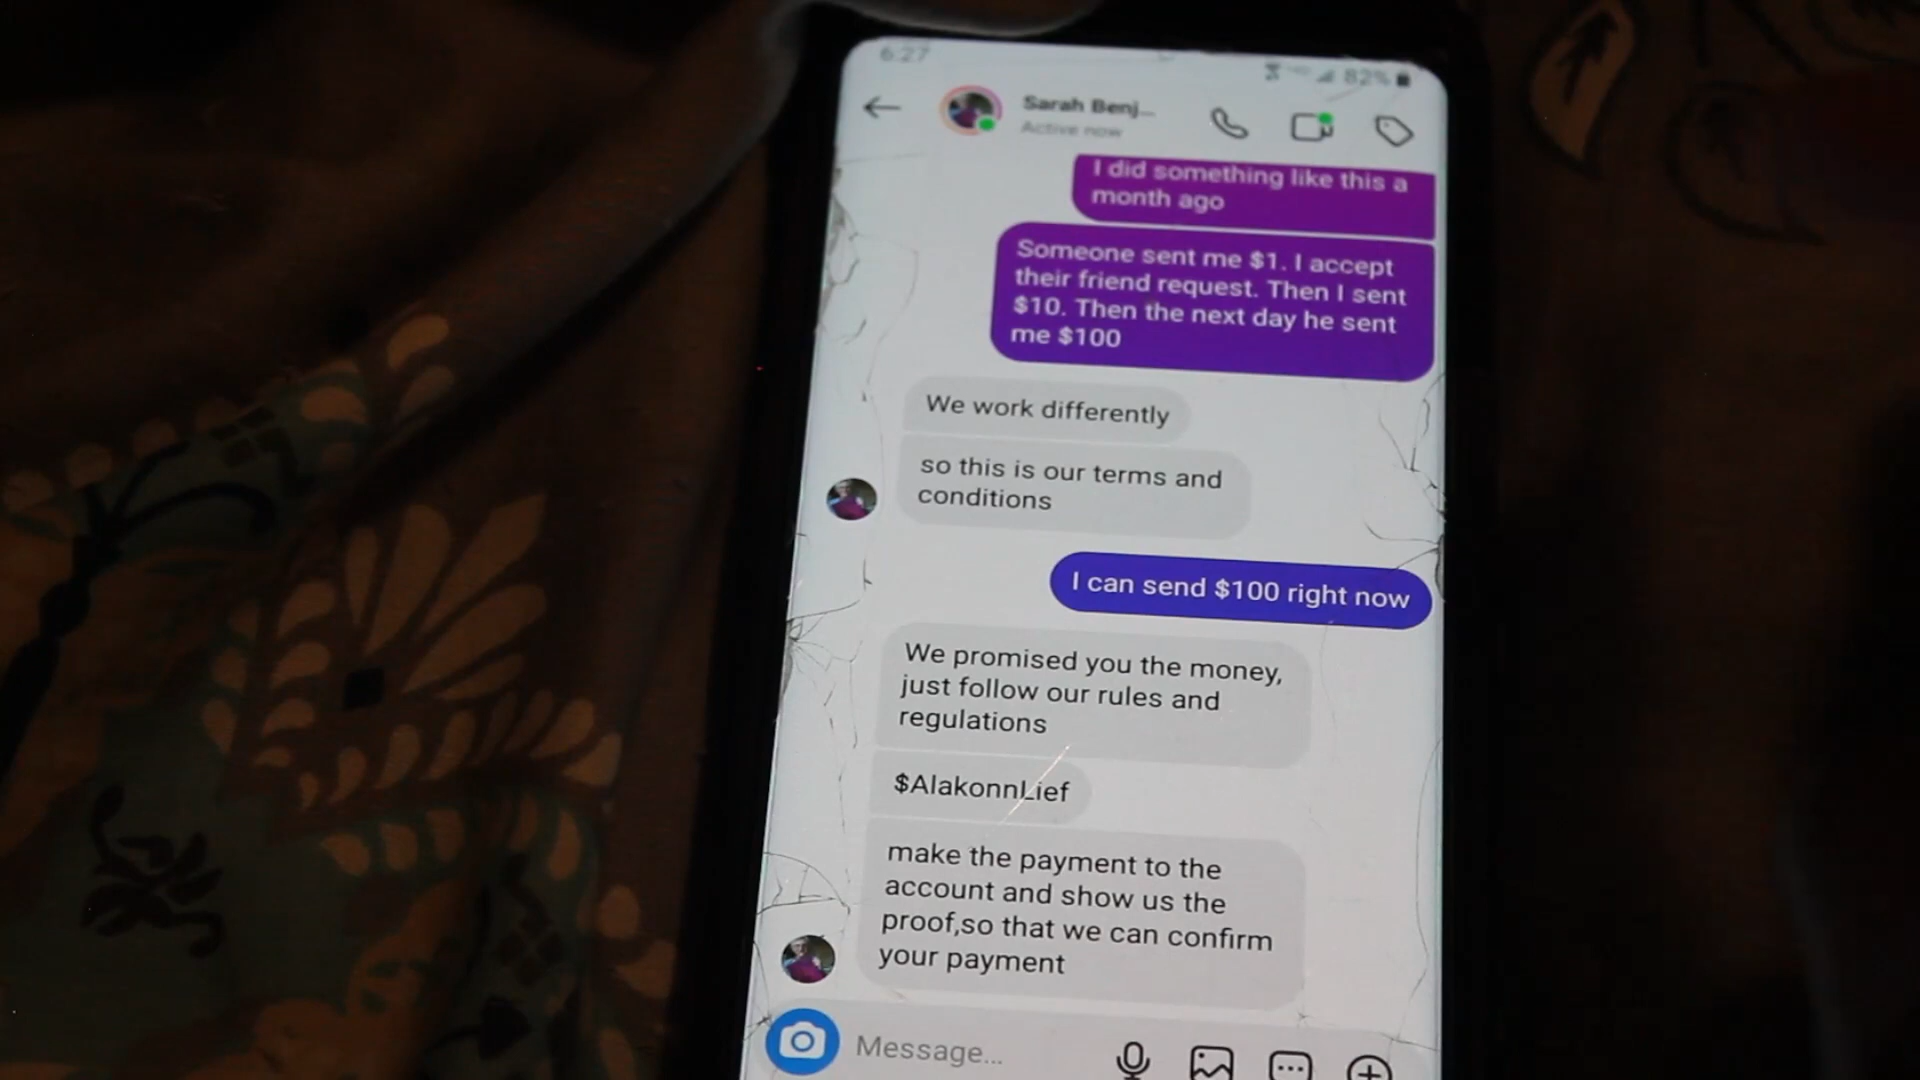 6:27
82%
Sarah Benj...
Active now
I did something like this a
month ago
Someone sent me $1. I accept
their friend request. Then I sent
$10. Then the next day he sent
me $100
We work differently
so this is our terms and
conditions
I can send $100 right now
We promised you the money,
just follow our rules and
regulations
$AlakonnLief
make the payment to the
account and show us the
proof,so that we can confirm
your payment
Message...